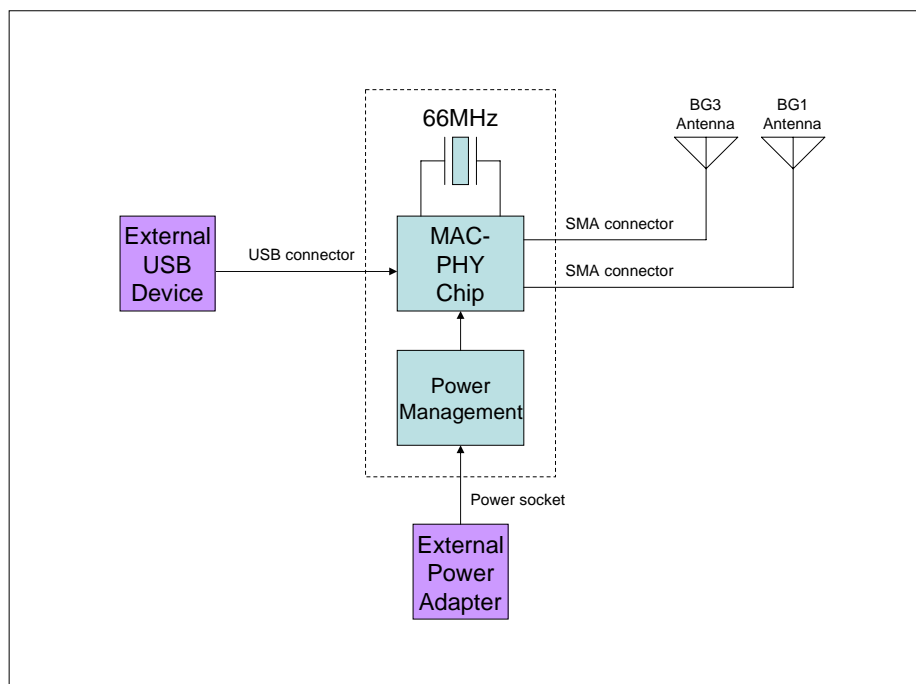 66MHz
BG3
Antenna
BG1
Antenna
External
USB
Device
USB connector
MAC-
PHY
Chip
SMA connector
SMA connector
Power
Management
Power socket
External
Power
Adapter